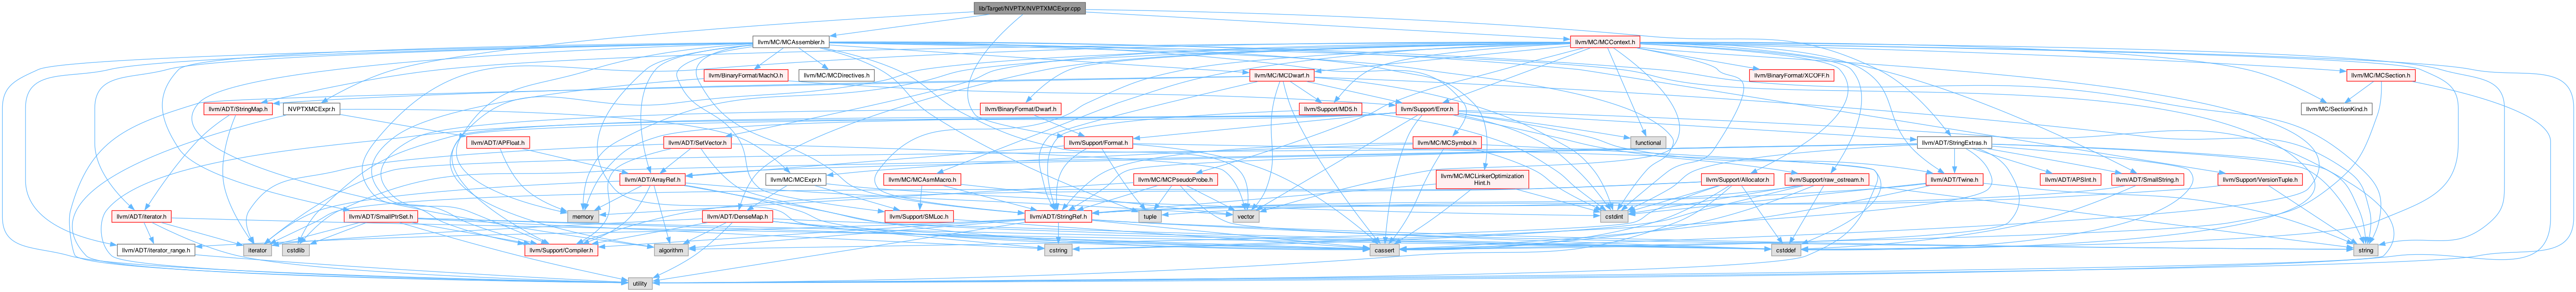 lib/Target/NVPTX/NVPTXMCExpr.cpp
llvm/MC/MCAssembler.h
llvm/MC/MCContext.h
llvm/BinaryFormat/MachO.h
llvm/MC/MCDirectives.h
llvm/MC/MCDwarf.h
llvm/BinaryFormat/XCOFF.h
llvm/MC/MCSection.h
llvm/ADT/StringMap.h
NVPTXMCExpr.h
llvm/BinaryFormat/Dwarf.h
llvm/Support/MD5.h
llvm/Support/Error.h
llvm/MC/SectionKind.h
llvm/ADT/APFloat.h
llvm/ADT/SetVector.h
llvm/Support/Format.h
llvm/MC/MCSymbol.h
functional
llvm/ADT/StringExtras.h
llvm/ADT/ArrayRef.h
llvm/MC/MCExpr.h
llvm/MC/MCAsmMacro.h
llvm/MC/MCPseudoProbe.h
llvm/MC/MCLinkerOptimization
Hint.h
llvm/Support/Allocator.h
llvm/Support/raw_ostream.h
llvm/ADT/Twine.h
llvm/ADT/APSInt.h
llvm/ADT/SmallString.h
llvm/Support/VersionTuple.h
llvm/ADT/iterator.h
llvm/ADT/SmallPtrSet.h
memory
llvm/ADT/DenseMap.h
llvm/Support/SMLoc.h
llvm/ADT/StringRef.h
tuple
vector
cstdint
llvm/ADT/iterator_range.h
iterator
cstdlib
llvm/Support/Compiler.h
algorithm
cstring
cassert
cstddef
string
utility